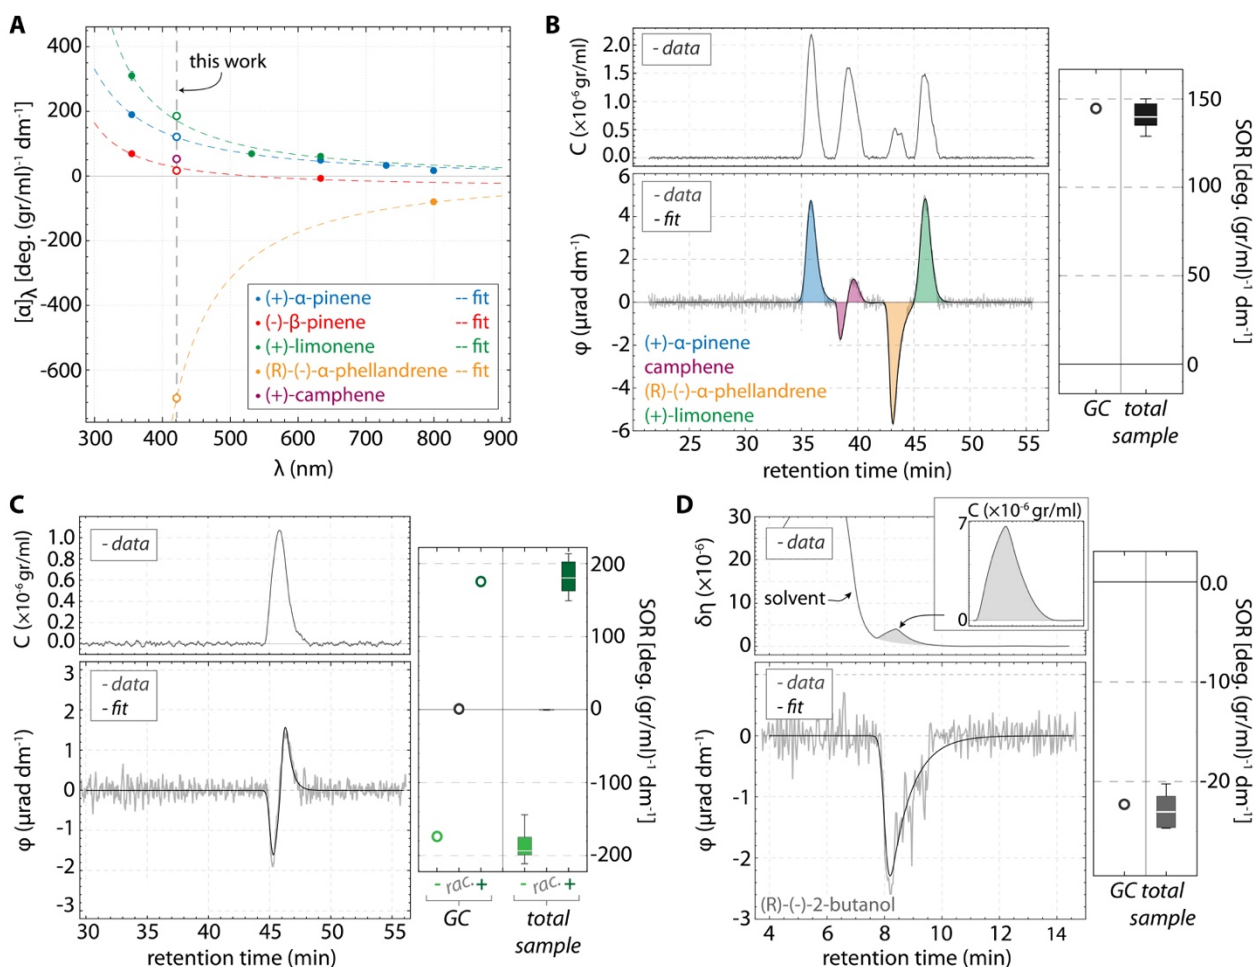 A
400
200
0
-200
-400
-600
[α]λ [deg. (gr/ml)⁻¹ dm⁻¹]
this work
(+)-α-pinene -- fit
(-)-β-pinene -- fit
(+)-limonene -- fit
(R)-(-)-α-phellandrene -- fit
(+)-camphene
300 400 500 600 700 800 900
λ (nm)
B
2.0
1.5
1.0
0.5
0.0
C (×10⁻⁶ gr/ml)
- data
6
4
2
0
-2
-4
-6
φ (μrad dm⁻¹)
- data
- fit
(+)-α-pinene
camphene
(R)-(-)-α-phellandrene
(+)-limonene
25 30 35 40 45 50 55
retention time (min)
150
100
50
0
SOR [deg. (gr/ml)⁻¹ dm⁻¹]
GC total
sample
C
1.0
0.8
0.6
0.4
0.2
0.0
C (×10⁻⁶ gr/ml)
- data
3
2
1
0
-1
-2
-3
φ (μrad dm⁻¹)
- data
- fit
30 35 40 45 50 55
retention time (min)
200
100
0
-100
-200
SOR [deg. (gr/ml)⁻¹ dm⁻¹]
- rac. + - rac. +
GC total
sample
D
30
20
10
0
δη (×10⁻⁶)
- data
solvent
C (×10⁻⁶ gr/ml)
7
0
0
-1
-2
-3
φ (μrad dm⁻¹)
- data
- fit
(R)-(-)-2-butanol
4 6 8 10 12 14
retention time (min)
0.0
-10
-20
SOR [deg. (gr/ml)⁻¹ dm⁻¹]
GC total
sample